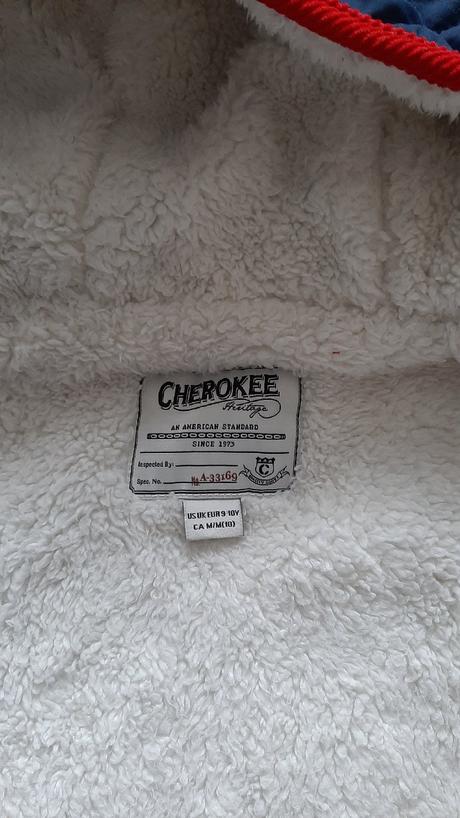 CHEROKEE
Heritage
AN AMERICAN STANDARD
SINCE 1973
Inspected By:
Spec. No. No. A-33169
C
US UK EUR 9-10Y
CA M/M(10)